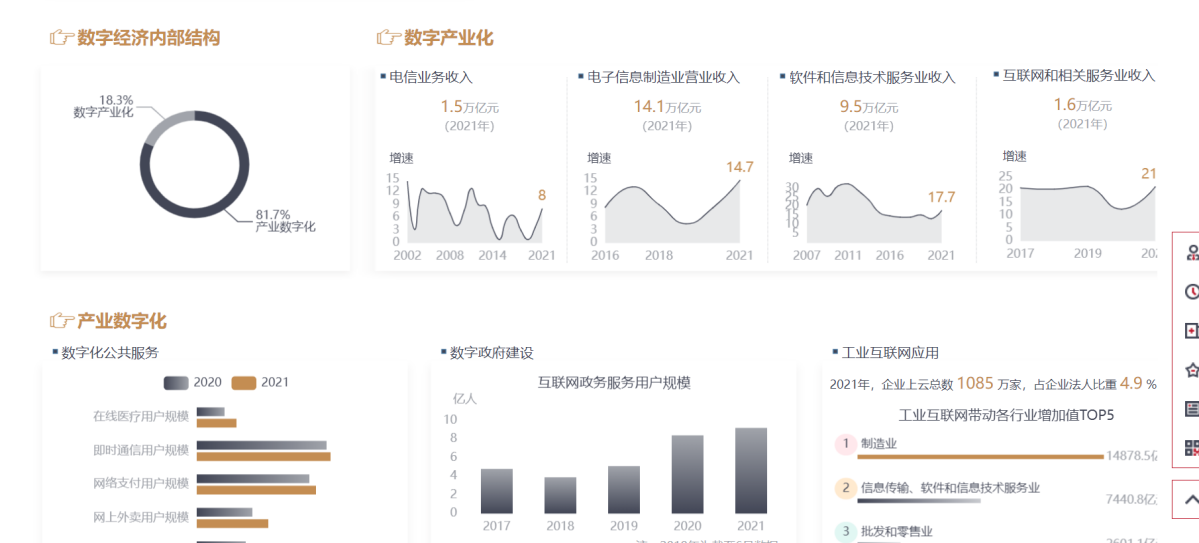 数字经济内部结构
18.3%
数字产业化
81.7%
产业数字化
数字产业化
电信业务收入
1.5万亿元
(2021年)
增速
8
15
12
9
6
3
0
2002 2008 2014 2021
电子信息制造业营业收入
14.1万亿元
(2021年)
增速
14.7
15
12
9
6
3
0
2016 2018 2021
软件和信息技术服务业收入
9.5万亿元
(2021年)
增速
17.7
30
25
20
15
10
5
2007 2011 2016 2021
互联网和相关服务业收入
1.6万亿元
(2021年)
增速
21
25
20
15
10
5
0
2017 2019 20
产业数字化
数字化公共服务
2020 2021
在线医疗用户规模
即时通信用户规模
网络支付用户规模
网上外卖用户规模
数字政府建设
互联网政务服务用户规模
亿人
10
8
6
4
2
0
2017 2018 2019 2020 2021
工业互联网应用
2021年，企业上云总数 1085 万家，占企业法人比重 4.9 %
工业互联网带动各行业增加值TOP5
1 制造业
14878.5亿
2 信息传输、软件和信息技术服务业
7440.8亿
3 批发和零售业